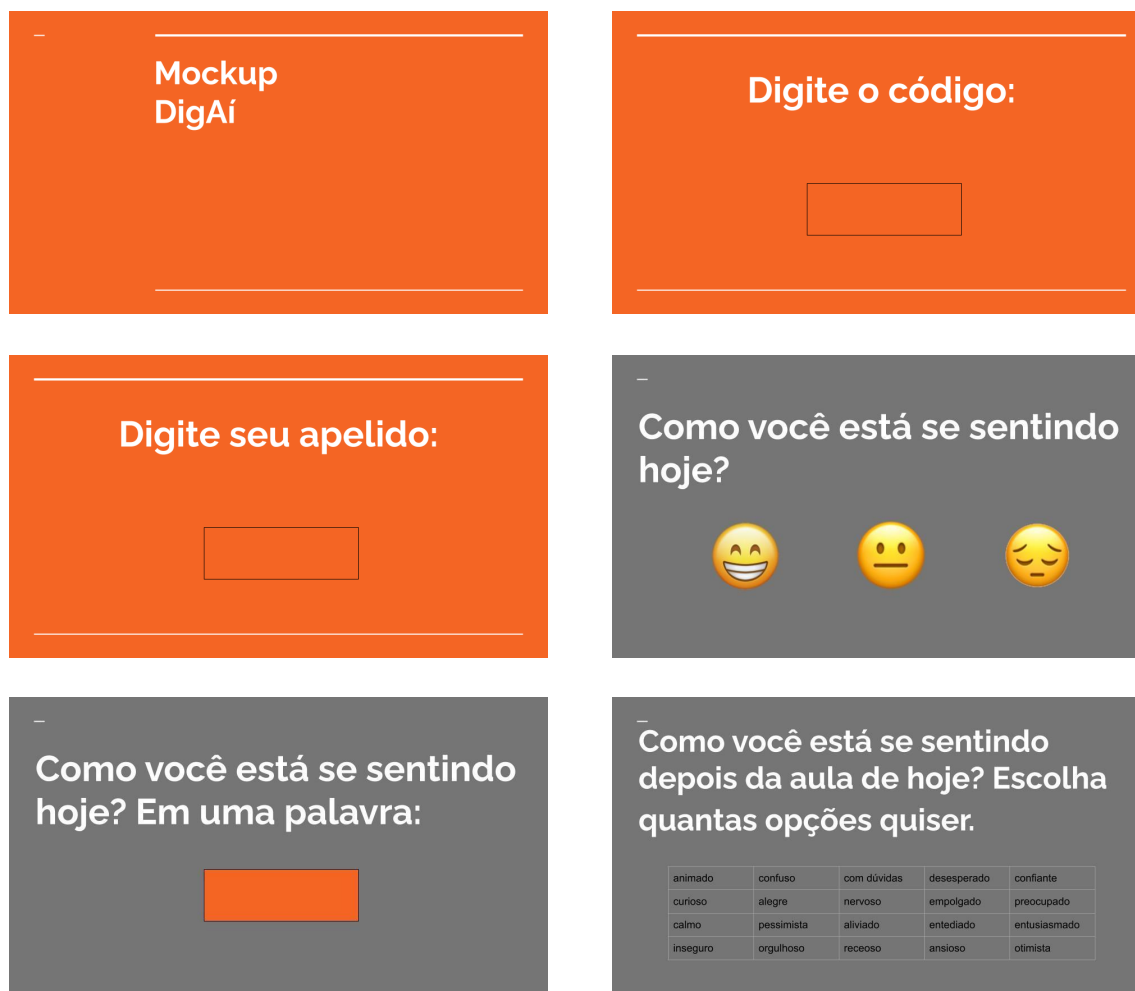 Mockup
DigAí
Digite o código:
Digite seu apelido:
Como você está se sentindo
hoje?
Como você está se sentindo
hoje? Em uma palavra:
Como você está se sentindo
depois da aula de hoje? Escolha
quantas opções quiser.
animado confuso com dúvidas desesperado confiante
curioso alegre nervoso empolgado preocupado
calmo pessimista aliviado entediado entusiasmado
inseguro orgulhoso receoso ansioso otimista